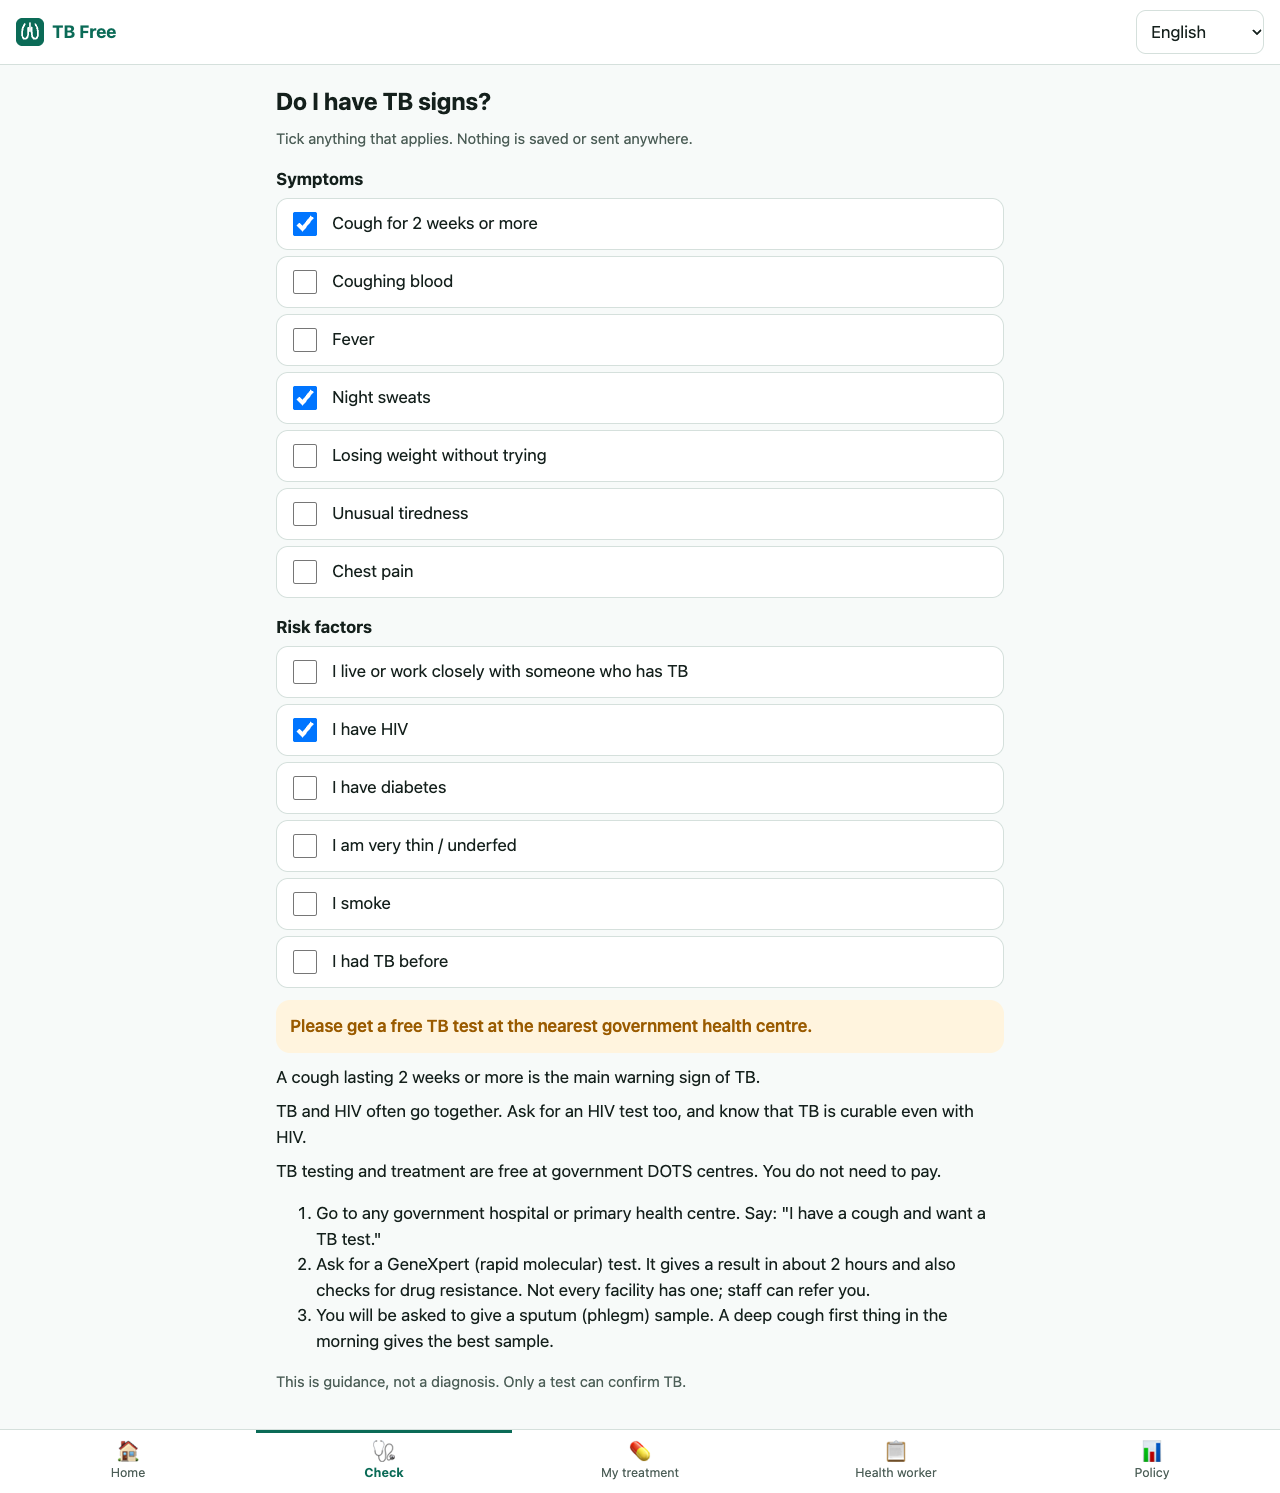 TB Free
English
Do I have TB signs?
Tick anything that applies. Nothing is saved or sent anywhere.
Symptoms
Cough for 2 weeks or more
Coughing blood
Fever
Night sweats
Losing weight without trying
Unusual tiredness
Chest pain
Risk factors
I live or work closely with someone who has TB
I have HIV
I have diabetes
I am very thin / underfed
I smoke
I had TB before
Please get a free TB test at the nearest government health centre.
A cough lasting 2 weeks or more is the main warning sign of TB.
TB and HIV often go together. Ask for an HIV test too, and know that TB is curable even with
HIV.
TB testing and treatment are free at government DOTS centres. You do not need to pay.
1. Go to any government hospital or primary health centre. Say: "I have a cough and want a
TB test."
2. Ask for a GeneXpert (rapid molecular) test. It gives a result in about 2 hours and also
checks for drug resistance. Not every facility has one; staff can refer you.
3. You will be asked to give a sputum (phlegm) sample. A deep cough first thing in the
morning gives the best sample.
This is guidance, not a diagnosis. Only a test can confirm TB.
Home
Check
My treatment
Health worker
Policy